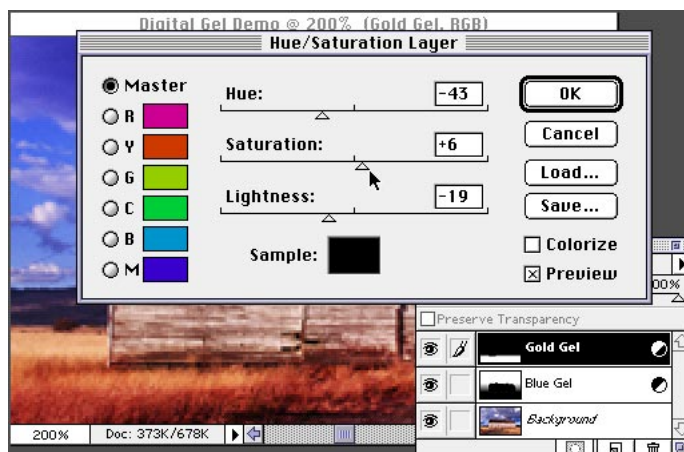 Digital Gel Demo @ 200% (Gold Gel, RGB)
Hue/Saturation Layer
Master
R
Y
G
C
B
M
Hue: -43
Saturation: +6
Lightness: -19
Sample:
OK
Cancel
Load...
Save...
Colorize
Preview
00%
Preserve Transparency
Gold Gel
Blue Gel
Background
200% Doc: 373K/678K